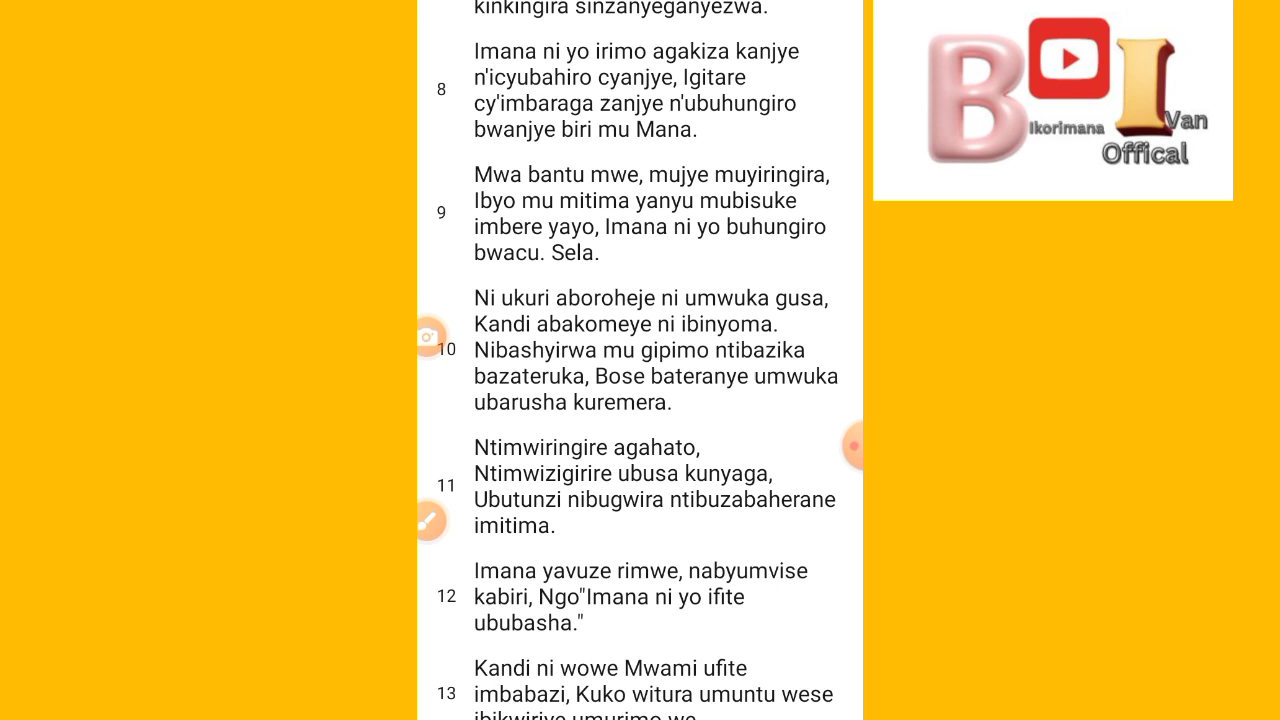 kinkingira sinzanyeganyezwa.
8
Imana ni yo irimo agakiza kanjye
n'icyubahiro cyanjye, Igitare
cy'imbaraga zanjye n'ubuhungiro
bwanjye biri mu Mana.
9
Mwa bantu mwe, mujye muyiringira,
Ibyo mu mitima yanyu mubisuke
imbere yayo, Imana ni yo buhungiro
bwacu. Sela.
10
Ni ukuri aboroheje ni umwuka gusa,
Kandi abakomeye ni ibinyoma.
Nibashyirwa mu gipimo ntibazika
bazateruka, Bose bateranye umwuka
ubarusha kuremera.
11
Ntimwiringire agahato,
Ntimwizigirire ubusa kunyaga,
Ubutunzi nibugwira ntibuzabaherane
imitima.
12
Imana yavuze rimwe, nabyumvise
kabiri, Ngo"Imana ni yo ifite
ububasha."
13
Kandi ni wowe Mwami ufite
imbabazi, Kuko witura umuntu wese
ibikwiriye umurimo we.
B I
Ikorimana Van
Offical